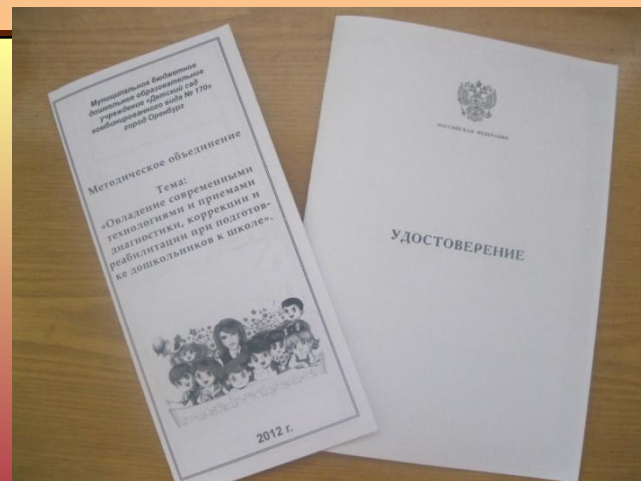 Муниципальное бюджетное
дошкольное образовательное
учреждение «Детский сад
комбинированного вида № 170»
город Оренбург
Методическое объединение
Тема:
«Овладение современными
технологиями и приемами
диагностики, коррекции и
реабилитации при подготов-
ке дошкольников к школе».
2012 г.
РОССИЙСКАЯ ФЕДЕРАЦИЯ
УДОСТОВЕРЕНИЕ